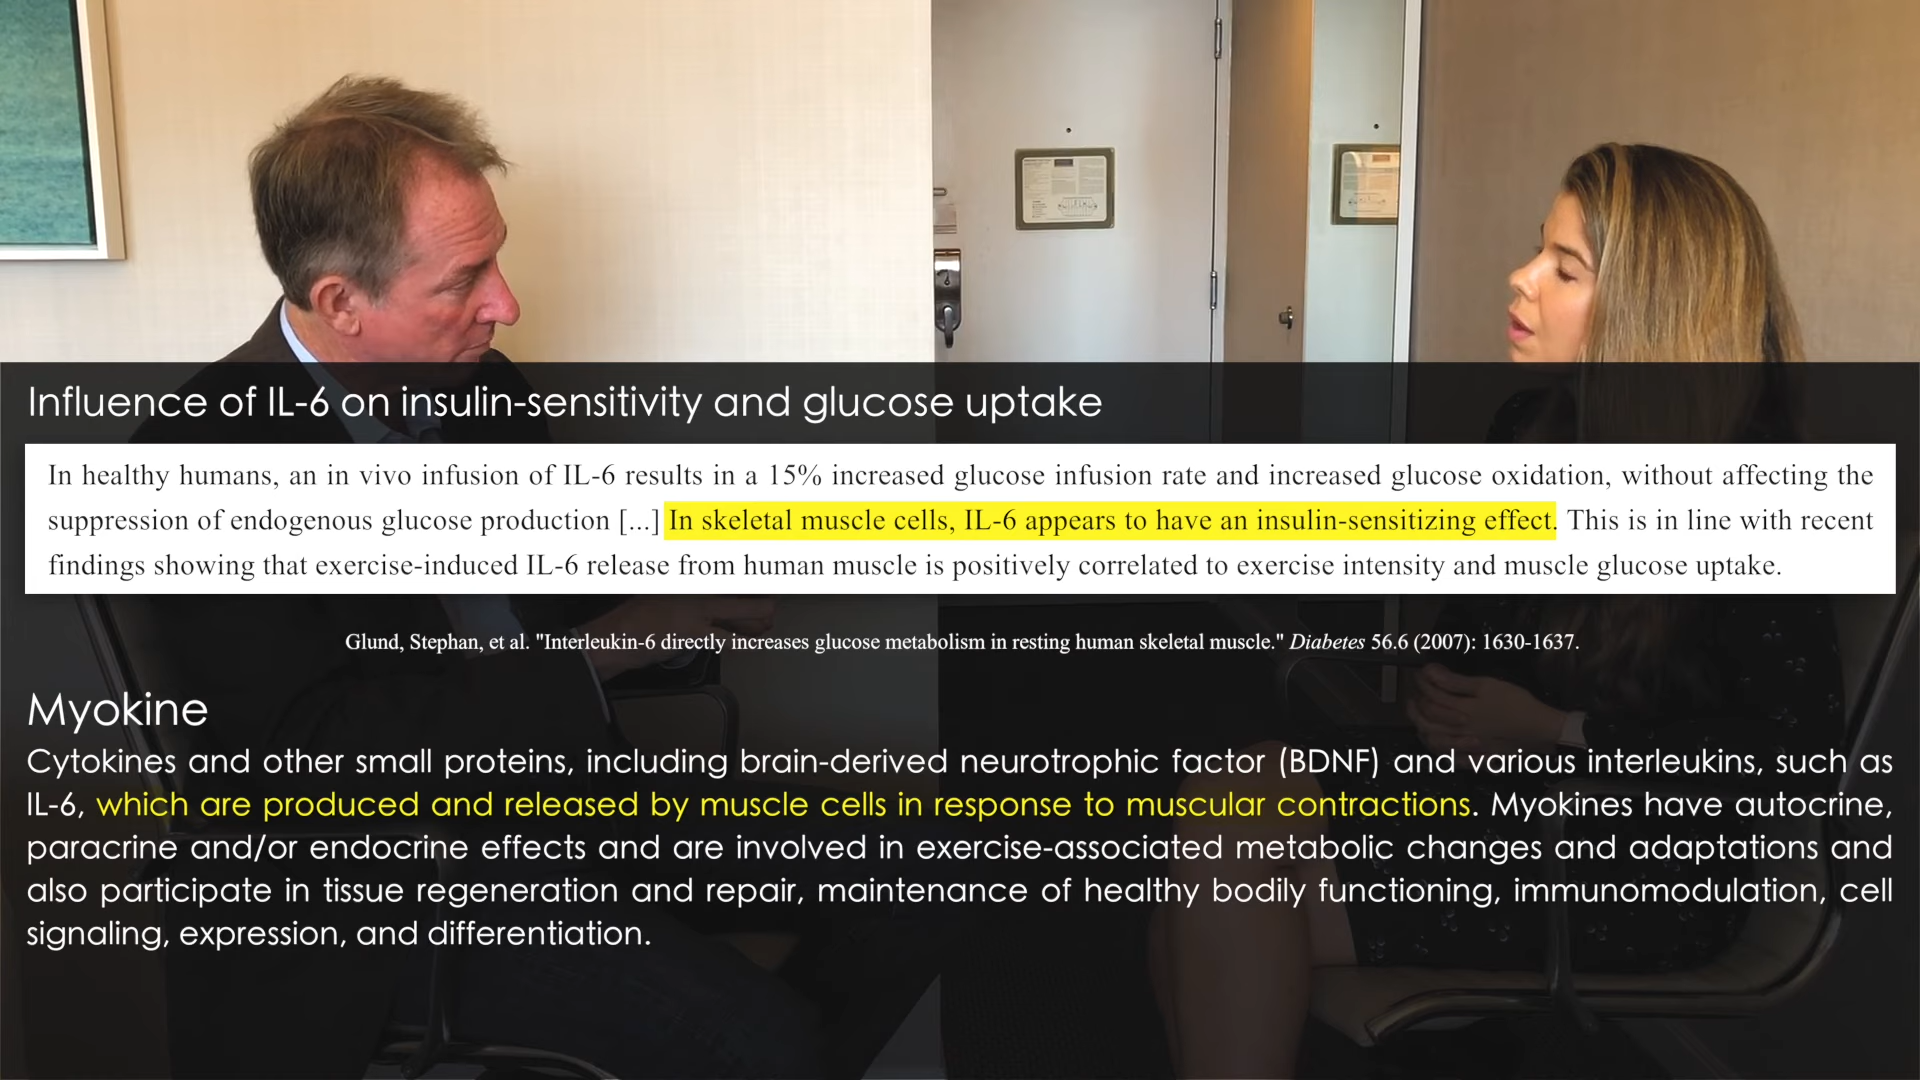 Influence of IL-6 on insulin-sensitivity and glucose uptake
In healthy humans, an in vivo infusion of IL-6 results in a 15% increased glucose infusion rate and increased glucose oxidation, without affecting the
suppression of endogenous glucose production [...] In skeletal muscle cells, IL-6 appears to have an insulin-sensitizing effect. This is in line with recent
findings showing that exercise-induced IL-6 release from human muscle is positively correlated to exercise intensity and muscle glucose uptake.
Glund, Stephan, et al. "Interleukin-6 directly increases glucose metabolism in resting human skeletal muscle." Diabetes 56.6 (2007): 1630-1637.
Myokine
Cytokines and other small proteins, including brain-derived neurotrophic factor (BDNF) and various interleukins, such as
IL-6, which are produced and released by muscle cells in response to muscular contractions. Myokines have autocrine,
paracrine and/or endocrine effects and are involved in exercise-associated metabolic changes and adaptations and
also participate in tissue regeneration and repair, maintenance of healthy bodily functioning, immunomodulation, cell
signaling, expression, and differentiation.